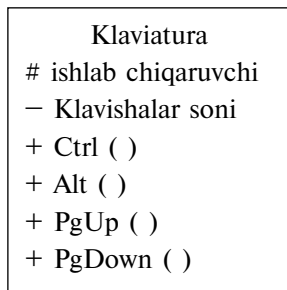 Klaviatura
# ishlab chiqaruvchi
− Klavishalar soni
+ Ctrl ( )
+ Alt ( )
+ PgUp ( )
+ PgDown ( )